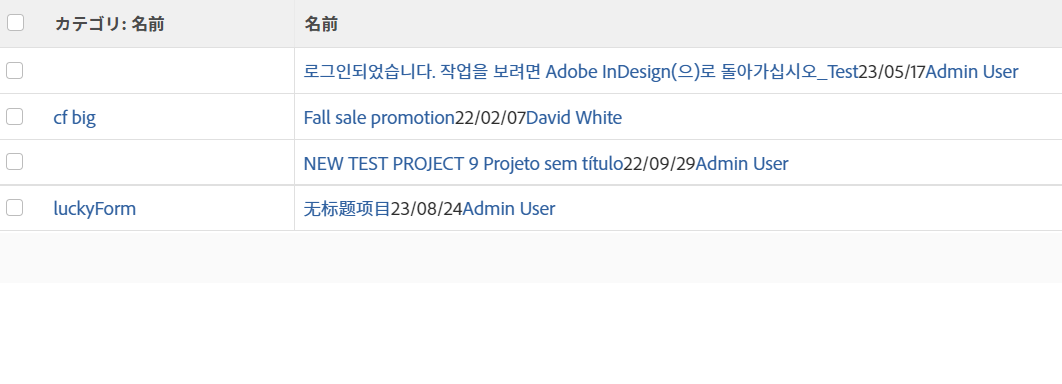 カテゴリ: 名前 名前
로그인되었습니다. 작업을 보려면 Adobe InDesign(으)로 돌아가십시오_Test23/05/17Admin User
cf big Fall sale promotion22/02/07David White
NEW TEST PROJECT 9 Projeto sem título22/09/29Admin User
luckyForm 无标题项目23/08/24Admin User